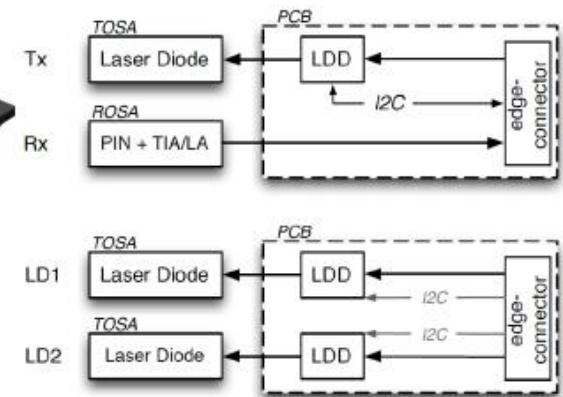 TOSA PCB
Tx Laser Diode LDD
I2C
ROSA
Rx PIN + TIA/LA
edge-
connector
PCB
TOSA
LD1 Laser Diode LDD
I2C
TOSA
I2C
LD2 Laser Diode LDD
edge-
connector